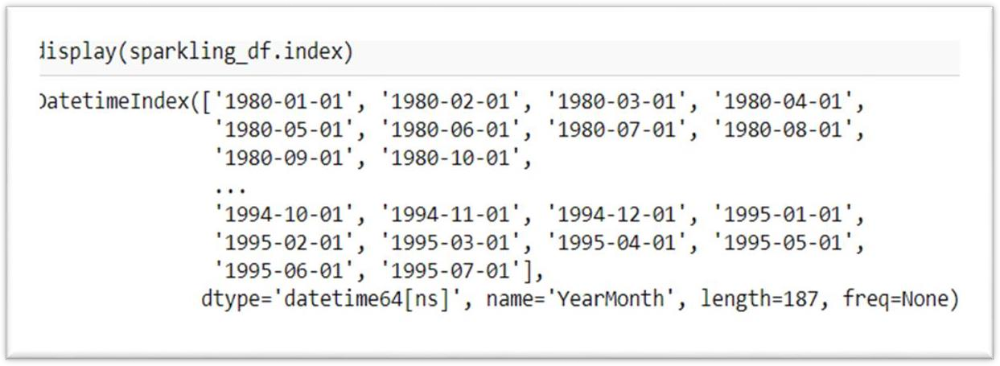 display(sparkling_df.index)
DatetimeIndex(['1980-01-01', '1980-02-01', '1980-03-01', '1980-04-01',
'1980-05-01', '1980-06-01', '1980-07-01', '1980-08-01',
'1980-09-01', '1980-10-01',
...
'1994-10-01', '1994-11-01', '1994-12-01', '1995-01-01',
'1995-02-01', '1995-03-01', '1995-04-01', '1995-05-01',
'1995-06-01', '1995-07-01'],
dtype='datetime64[ns]', name='YearMonth', length=187, freq=None)